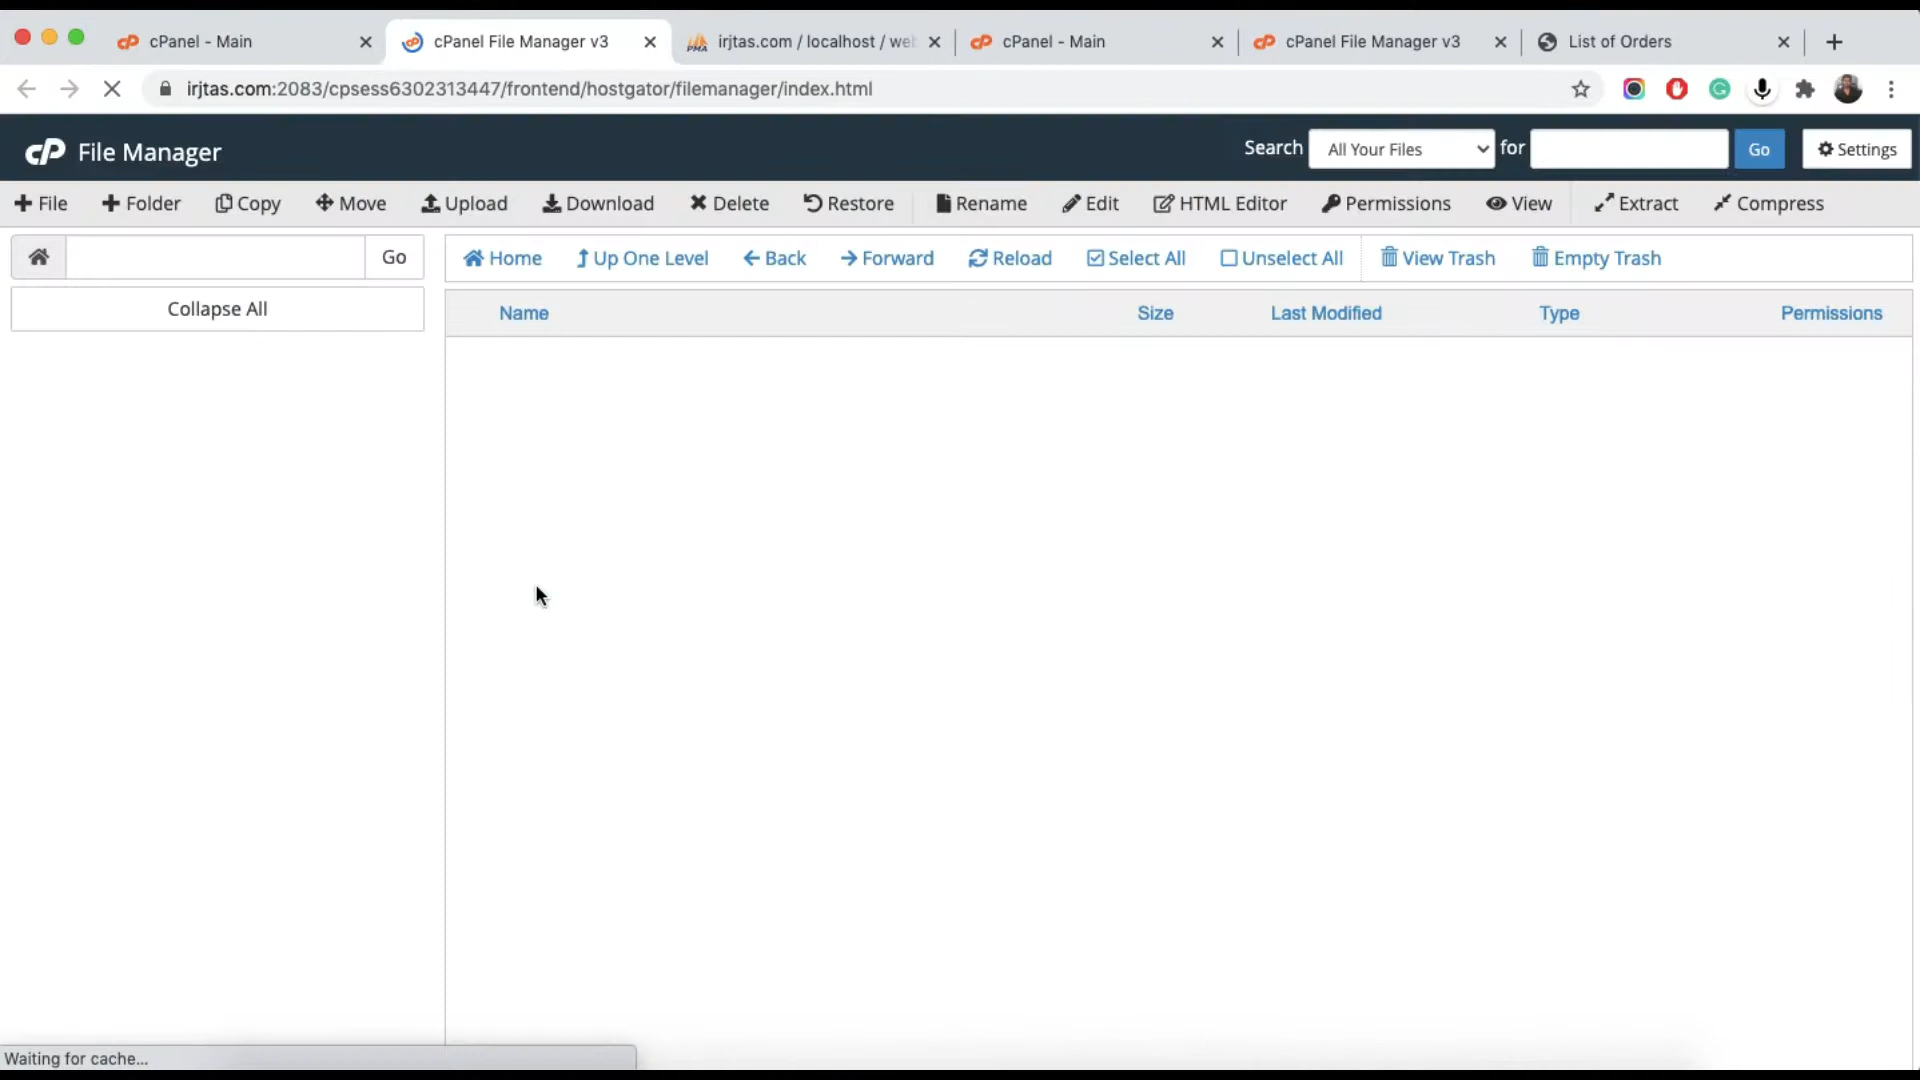 cPanel - Main
cPanel File Manager v3
irjtas.com / localhost / we
cPanel - Main
cPanel File Manager v3
List of Orders
irjtas.com:2083/cpsess6302313447/frontend/hostgator/filemanager/index.html
cP File Manager
Search All Your Files for Go Settings
File Folder Copy Move Upload Download Delete Restore Rename Edit HTML Editor Permissions View Extract Compress
Go
Home Up One Level Back Forward Reload Select All Unselect All View Trash Empty Trash
Collapse All
Name Size Last Modified Type Permissions
Waiting for cache...